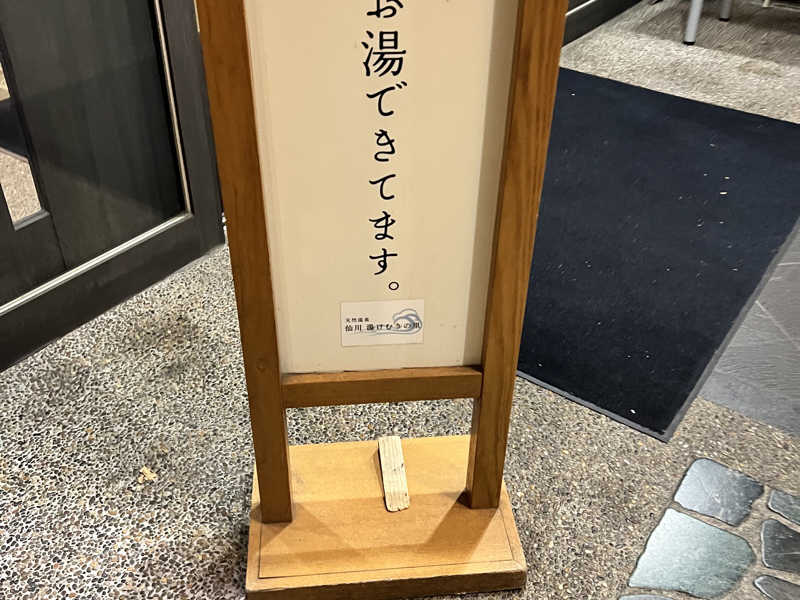 お湯できてます。
天然温泉
仙川 湯けむりの里